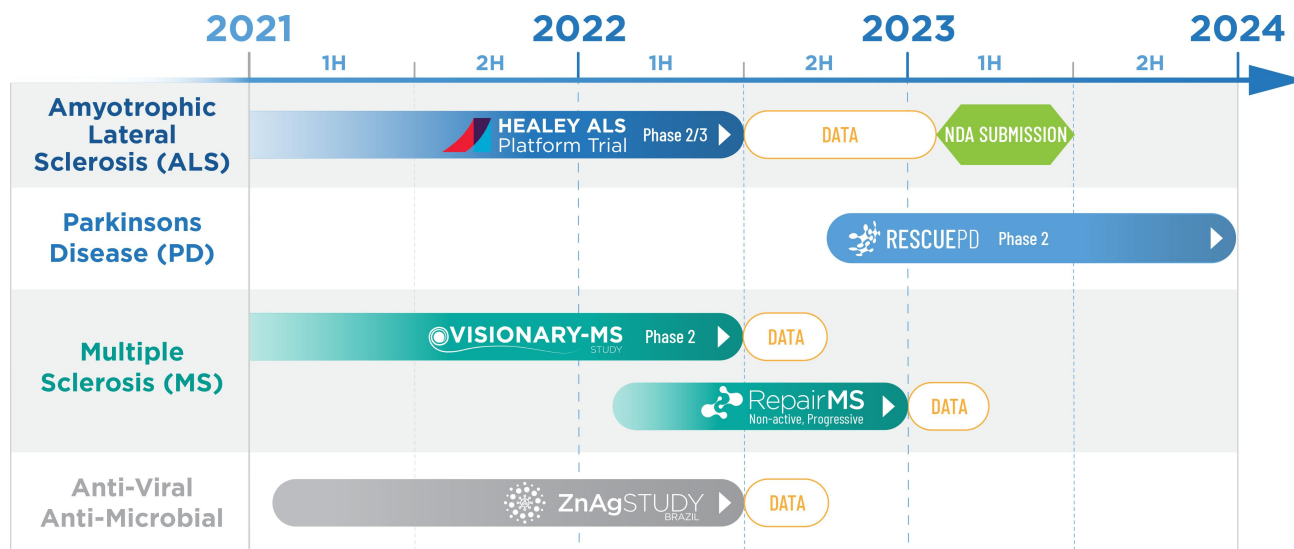 2021 2022 2023 2024
1H 2H 1H 2H 1H 2H
Amyotrophic
Lateral
Sclerosis (ALS)
HEALEY ALS
Platform Trial
Phase 2/3
DATA
NDA SUBMISSION
Parkinsons
Disease (PD)
RESCUEPD Phase 2
Multiple
Sclerosis (MS)
VISIONARY-MS
STUDY
Phase 2
DATA
RepairMS
Non-active, Progressive
DATA
Anti-Viral
Anti-Microbial
ZnAgSTUDY
BRAZIL
DATA